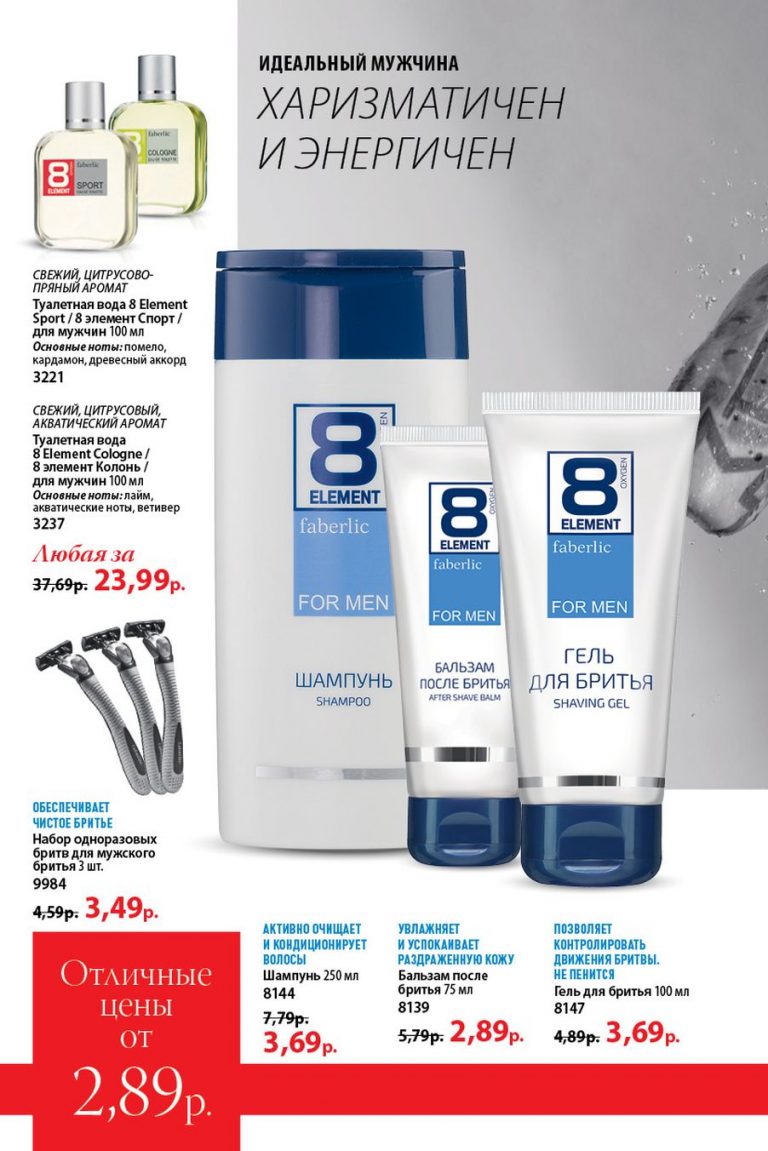 ИДЕАЛЬНЫЙ МУЖЧИНА
ХАРИЗМАТИЧЕН
И ЭНЕРГИЧЕН
8
ELEMENT
faberlic
SPORT
8
faberlic
COLOGNE
СВЕЖИЙ, ЦИТРУСОВО-
ПРЯНЫЙ АРОМАТ
Туалетная вода 8 Element
Sport / 8 элемент Спорт /
для мужчин 100 мл
Основные ноты: помело,
кардамон, древесный аккорд
3221
СВЕЖИЙ, ЦИТРУСОВЫЙ,
АКВАТИЧЕСКИЙ АРОМАТ
Туалетная вода
8 Element Cologne /
8 элемент Колонь /
для мужчин 100 мл
Основные ноты: лайм,
акватические ноты, ветивер
3237
Любая за
37,69р. 23,99р.
8
ELEMENT
faberlic
FOR MEN
ШАМПУНЬ
SHAMPOO
8
OXYGEN
ELEMENT
faberlic
FOR MEN
БАЛЬЗАМ
ПОСЛЕ БРИТЬЯ
AFTER SHAVE BALM
8
OXYGEN
ELEMENT
faberlic
FOR MEN
ГЕЛЬ
ДЛЯ БРИТЬЯ
SHAVING GEL
ОБЕСПЕЧИВАЕТ
ЧИСТОЕ БРИТЬЕ
Набор одноразовых
бритв для мужского
бритья 3 шт.
9984
4,59р. 3,49р.
Отличные
цены
от
2,89р.
АКТИВНО ОЧИЩАЕТ
И КОНДИЦИОНИРУЕТ
ВОЛОСЫ
Шампунь 250 мл
8144
7,79р.
3,69р.
УВЛАЖНЯЕТ
И УСПОКАИВАЕТ
РАЗДРАЖЕННУЮ КОЖУ
Бальзам после
бритья 75 мл
8139
5,79р. 2,89р.
ПОЗВОЛЯЕТ
КОНТРОЛИРОВАТЬ
ДВИЖЕНИЯ БРИТВЫ.
НЕ ПЕНИТСЯ
Гель для бритья 100 мл
8147
4,89р. 3,69р.